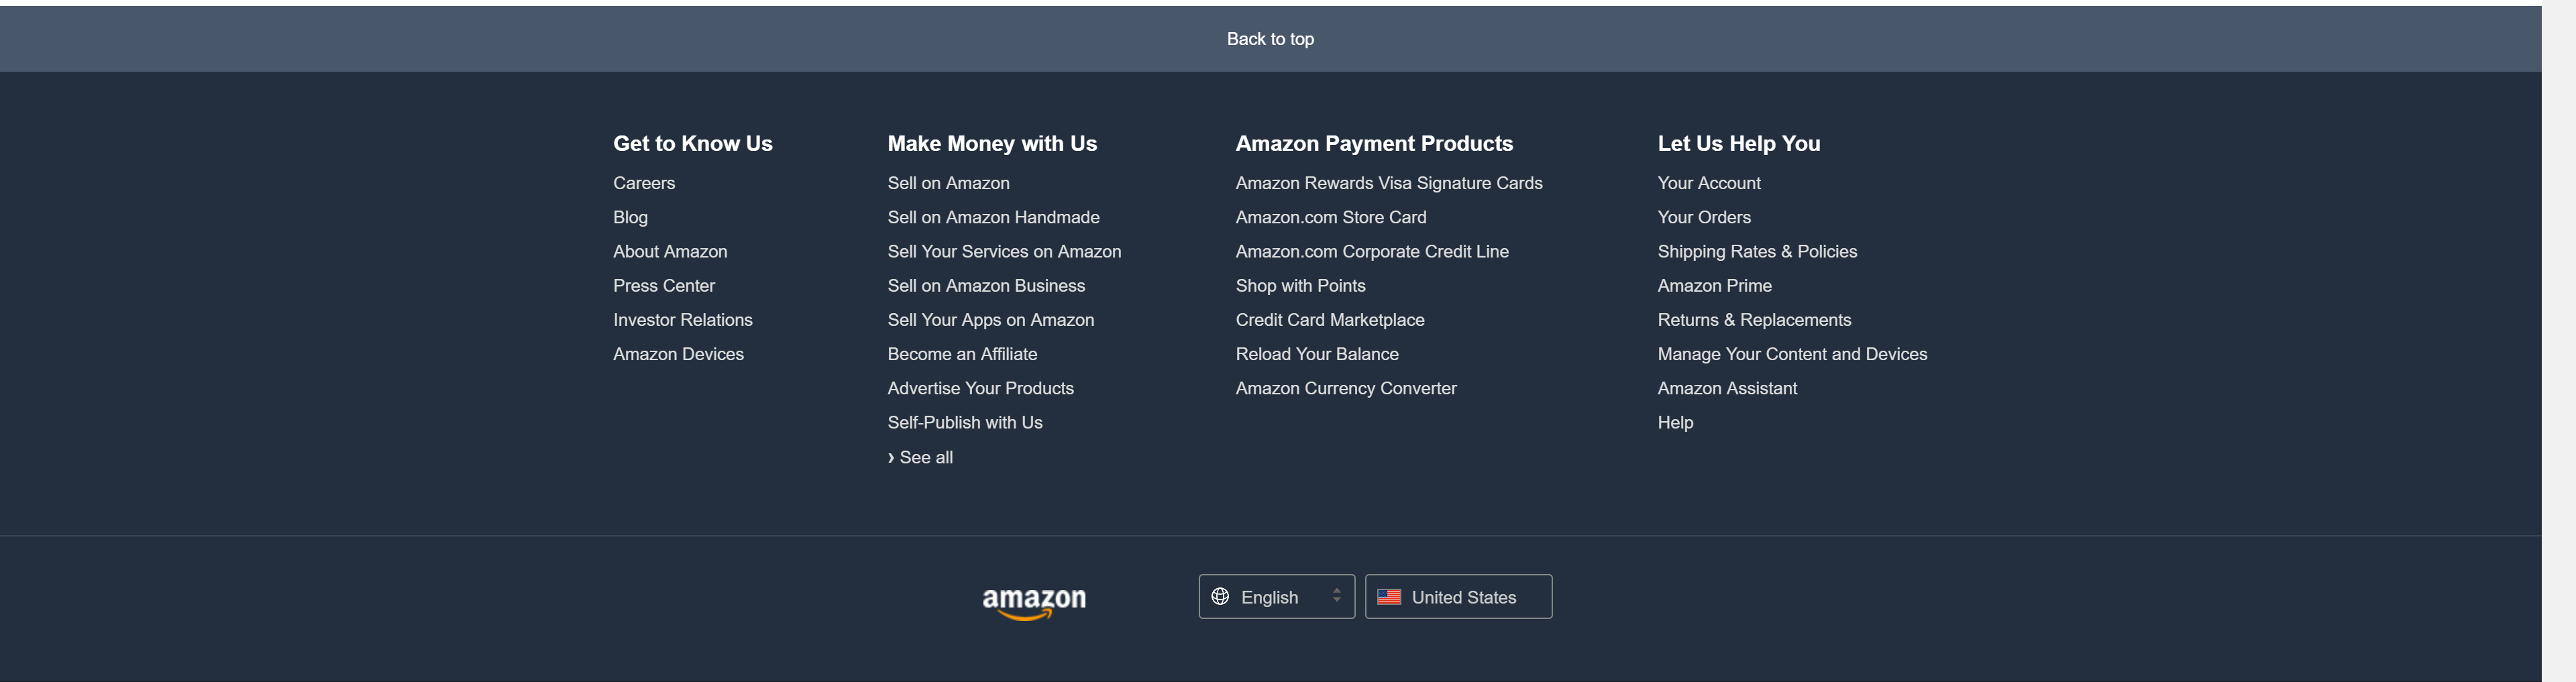 Back to top
Get to Know Us
Careers
Blog
About Amazon
Press Center
Investor Relations
Amazon Devices
Make Money with Us
Sell on Amazon
Sell on Amazon Handmade
Sell Your Services on Amazon
Sell on Amazon Business
Sell Your Apps on Amazon
Become an Affiliate
Advertise Your Products
Self-Publish with Us
› See all
Amazon Payment Products
Amazon Rewards Visa Signature Cards
Amazon.com Store Card
Amazon.com Corporate Credit Line
Shop with Points
Credit Card Marketplace
Reload Your Balance
Amazon Currency Converter
Let Us Help You
Your Account
Your Orders
Shipping Rates & Policies
Amazon Prime
Returns & Replacements
Manage Your Content and Devices
Amazon Assistant
Help
amazon
English
United States